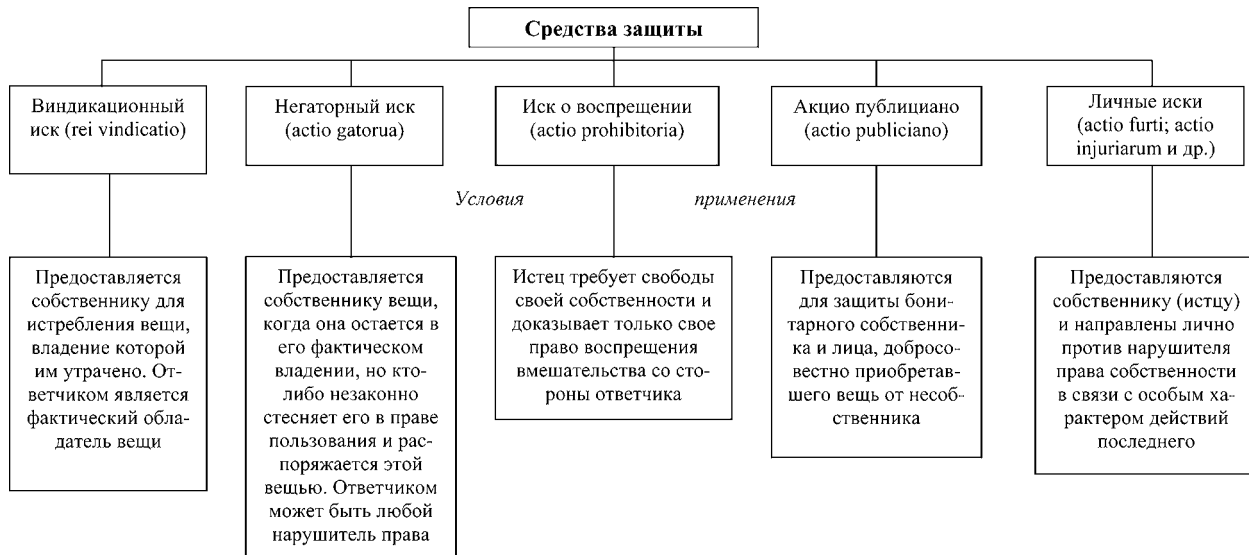 Средства защиты
Виндикационный
иск (rei vindicatio)
Негаторный иск
(actio gatorua)
Иск о воспрещении
(actio prohibitoria)
Акцио публициано
(actio publiciano)
Личные иски
(actio furti; actio
injuriarum и др.)
Условия применения
Предоставляется
собственнику для
истребления вещи,
владение которой
им утрачено. От-
ветчиком является
фактический обла-
датель вещи
Предоставляется
собственнику вещи,
когда она остается в
его фактическом
владении, но кто-
либо незаконно
стесняет его в праве
пользования и рас-
поряжается этой
вещью. Ответчиком
может быть любой
нарушитель права
Истец требует свободы
своей собственности и
доказывает только свое
право воспрещения
вмешательства со сто-
роны ответчика
Предоставляются
для защиты бони-
тарного собственни-
ка и лица, добросо-
вестно приобретав-
шего вещь от несоб-
ственника
Предоставляются
собственнику (истцу)
и направлены лично
против нарушителя
права собственности
в связи с особым ха-
рактером действий
последнего